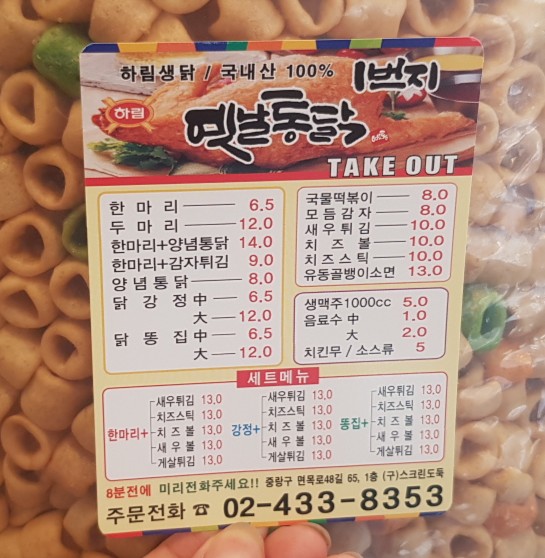 하림생닭 / 국내산 100%
1번지
하림
옛날통닭
TAKE OUT
한 마 리 6.5
두 마 리 12.0
한마리+양념통닭 14.0
한마리+감자튀김 9.0
양 념 통 닭 8.0
닭 강 정 中 6.5
大 12.0
닭 똥 집 中 6.5
大 12.0
국물떡볶이 8.0
모 듬 감 자 8.0
새 우 튀 김 10.0
치 즈 볼 10.0
치 즈 스 틱 10.0
유동골뱅이소면 13.0
생맥주1000cc 5.0
음료수 中 1.0
大 2.0
치킨무 / 소스류 5
세트메뉴
한마리+
새우튀김 13,0
치즈스틱 13,0
치 즈 볼 13,0
새 우 볼 13,0
게살튀김 13,0
강정+
새우튀김 13,0
치즈스틱 13,0
치 즈 볼 13,0
새 우 볼 13,0
게살튀김 13,0
똥집+
새우튀김 13,0
치즈스틱 13,0
치 즈 볼 13,0
새 우 볼 13,0
게살튀김 13,0
8분전에 미리전화주세요!! 중랑구 면목로48길 65, 1층 (구)스크린도둑
주문전화 ☎ 02-433-8353